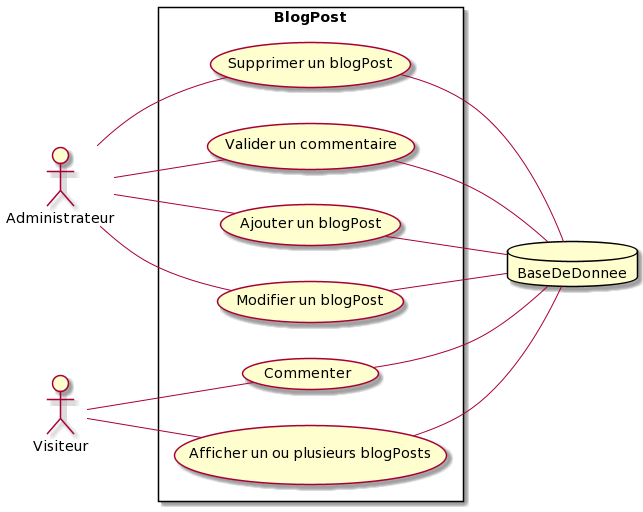 BlogPost
Supprimer un blogPost
Valider un commentaire
Administrateur
Ajouter un blogPost
BaseDeDonnee
Modifier un blogPost
Commenter
Visiteur
Afficher un ou plusieurs blogPosts